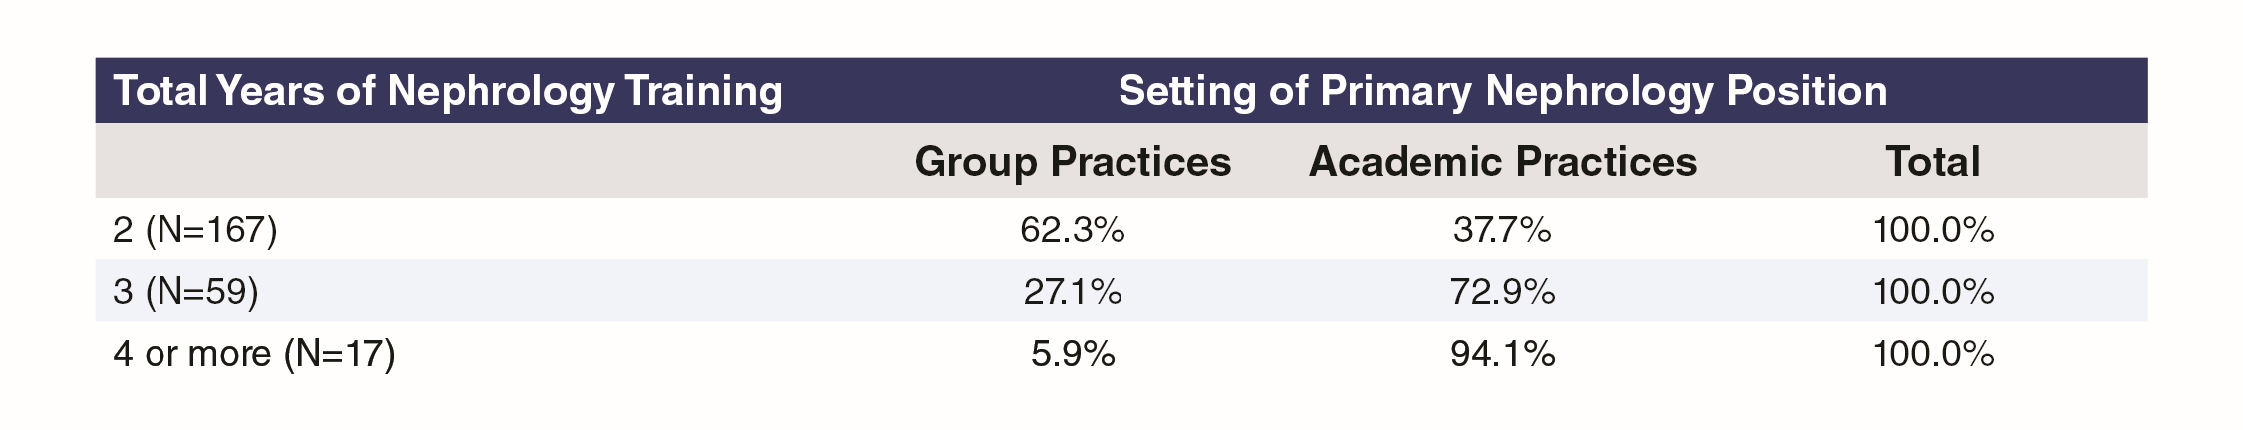 Total Years of Nephrology Training Setting of Primary Nephrology Position
Group Practices Academic Practices Total
2 (N=167) 62.3% 37.7% 100.0%
3 (N=59) 27.1% 72.9% 100.0%
4 or more (N=17) 5.9% 94.1% 100.0%